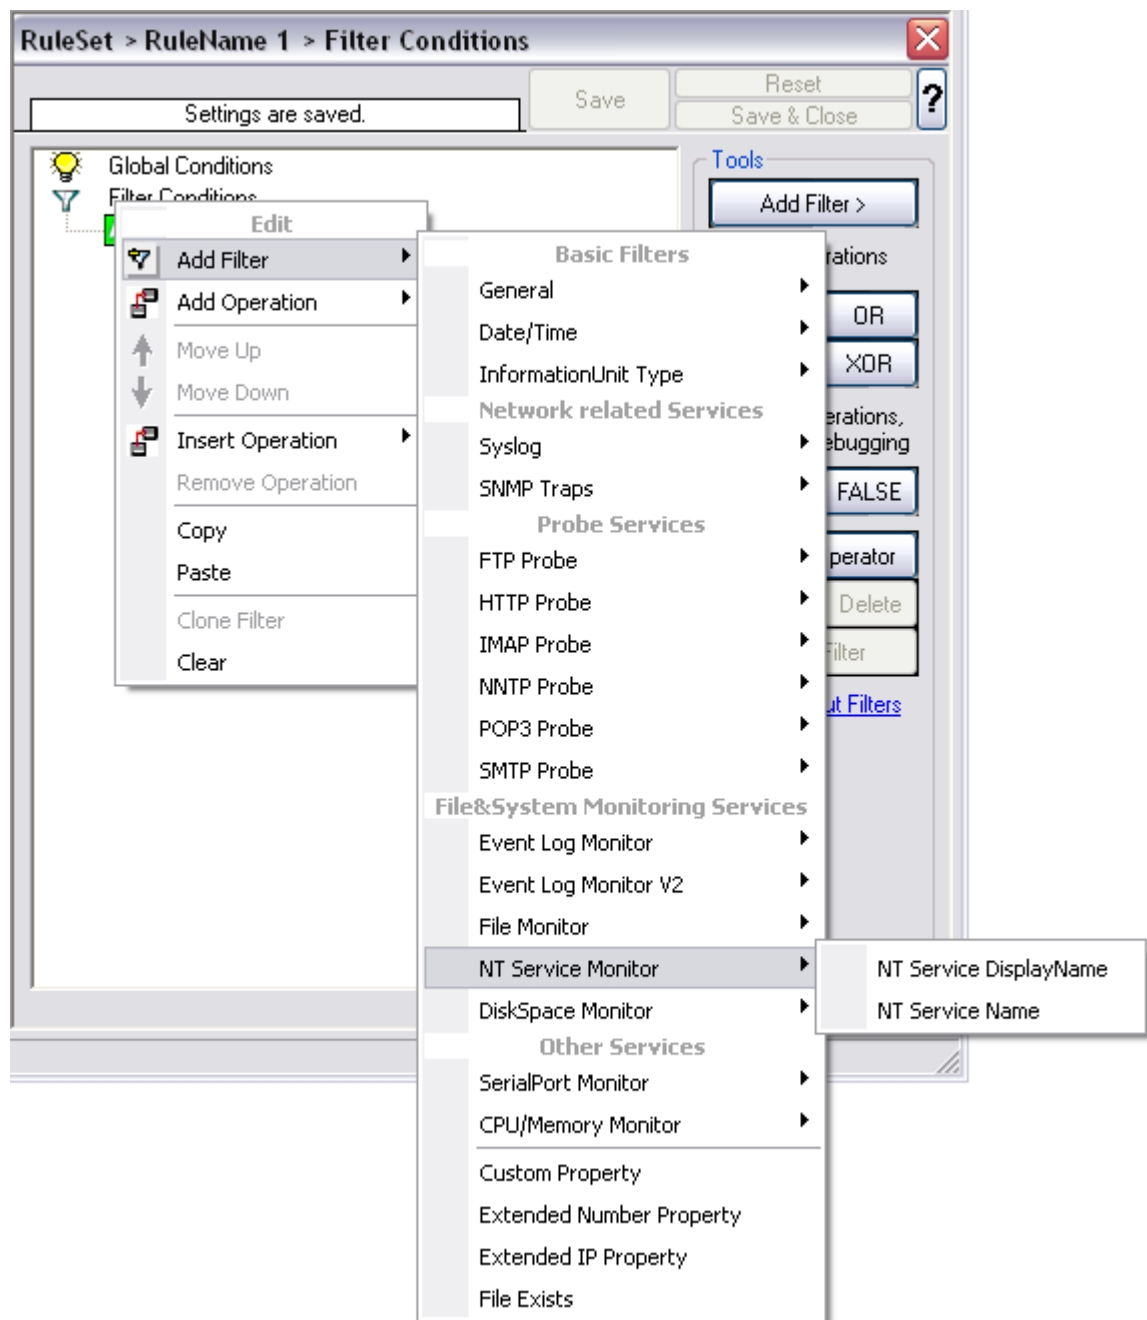 RuleSet > RuleName 1 > Filter Conditions
Save
Reset
Save & Close
?
Settings are saved.
Global Conditions
Filter Conditions
Tools
Add Filter >
OR
XOR
FALSE
Delete
Filter
Filters
Edit
Add Filter
Add Operation
Move Up
Move Down
Insert Operation
Remove Operation
Copy
Paste
Clone Filter
Clear
Basic Filters
General
Date/Time
InformationUnit Type
Network related Services
Syslog
SNMP Traps
Probe Services
FTP Probe
HTTP Probe
IMAP Probe
NNTP Probe
POP3 Probe
SMTP Probe
File&System Monitoring Services
Event Log Monitor
Event Log Monitor V2
File Monitor
NT Service Monitor
DiskSpace Monitor
Other Services
SerialPort Monitor
CPU/Memory Monitor
Custom Property
Extended Number Property
Extended IP Property
File Exists
NT Service DisplayName
NT Service Name